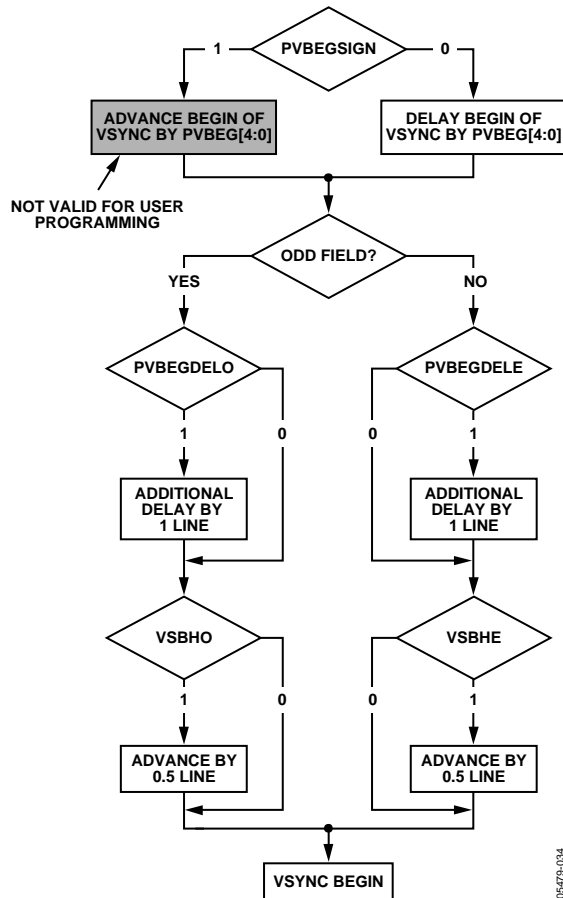 PVBEGSIGN
1
0
ADVANCE BEGIN OF
VSYNC BY PVBEG[4:0]
DELAY BEGIN OF
VSYNC BY PVBEG[4:0]
NOT VALID FOR USER
PROGRAMMING
ODD FIELD?
YES
NO
PVBEGDELO
PVBEGDELE
1
0
0
1
ADDITIONAL
DELAY BY
1 LINE
ADDITIONAL
DELAY BY
1 LINE
VSBHO
VSBHE
1
0
0
1
ADVANCE BY
0.5 LINE
ADVANCE BY
0.5 LINE
VSYNC BEGIN
05479-034